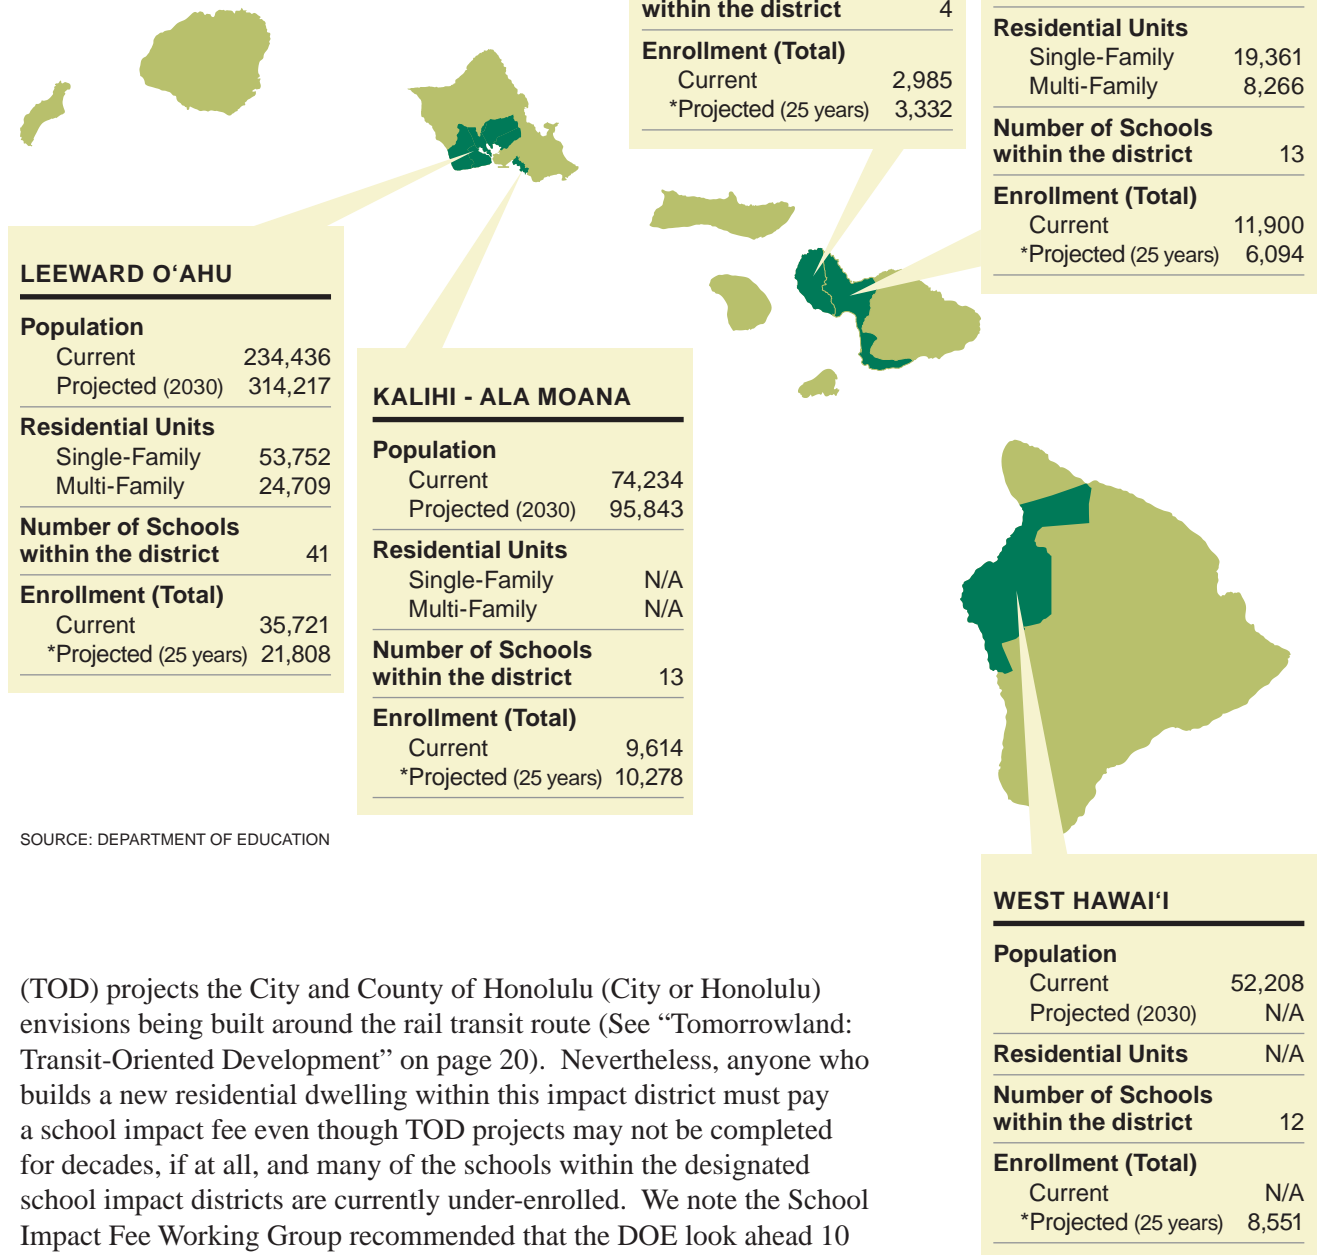 within the district 4
Enrollment (Total)
Current 2,985
*Projected (25 years) 3,332
Residential Units
Single-Family 19,361
Multi-Family 8,266
Number of Schools
within the district 13
Enrollment (Total)
Current 11,900
*Projected (25 years) 6,094
LEEWARD OʻAHU
Population
Current 234,436
Projected (2030) 314,217
Residential Units
Single-Family 53,752
Multi-Family 24,709
Number of Schools
within the district 41
Enrollment (Total)
Current 35,721
*Projected (25 years) 21,808
KALIHI - ALA MOANA
Population
Current 74,234
Projected (2030) 95,843
Residential Units
Single-Family N/A
Multi-Family N/A
Number of Schools
within the district 13
Enrollment (Total)
Current 9,614
*Projected (25 years) 10,278
SOURCE: DEPARTMENT OF EDUCATION
WEST HAWAIʻI
Population
Current 52,208
Projected (2030) N/A
Residential Units N/A
Number of Schools
within the district 12
Enrollment (Total)
Current N/A
*Projected (25 years) 8,551
(TOD) projects the City and County of Honolulu (City or Honolulu)
envisions being built around the rail transit route (See “Tomorrowland:
Transit-Oriented Development” on page 20).  Nevertheless, anyone who
builds a new residential dwelling within this impact district must pay
a school impact fee even though TOD projects may not be completed
for decades, if at all, and many of the schools within the designated
school impact districts are currently under-enrolled.  We note the School
Impact Fee Working Group recommended that the DOE look ahead 10